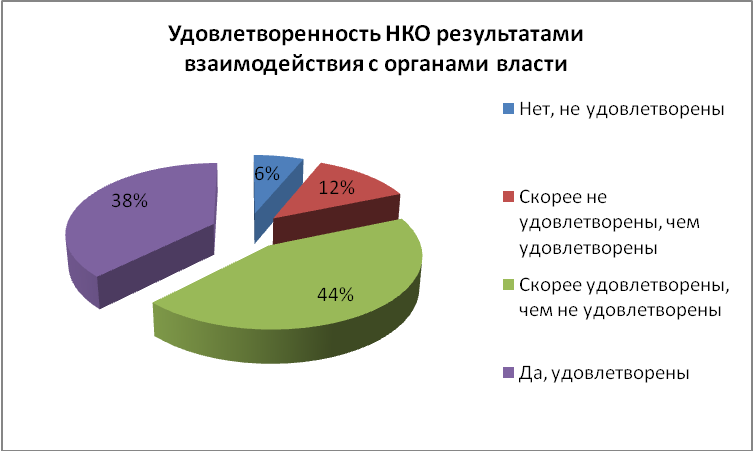 Удовлетворенность НКО результатами
взаимодействия с органами власти
Нет, не удовлетворены
6%
12%
Скорее не
удовлетворены, чем
удовлетворены
38%
Скорее удовлетворены,
чем не удовлетворены
44%
Да, удовлетворены